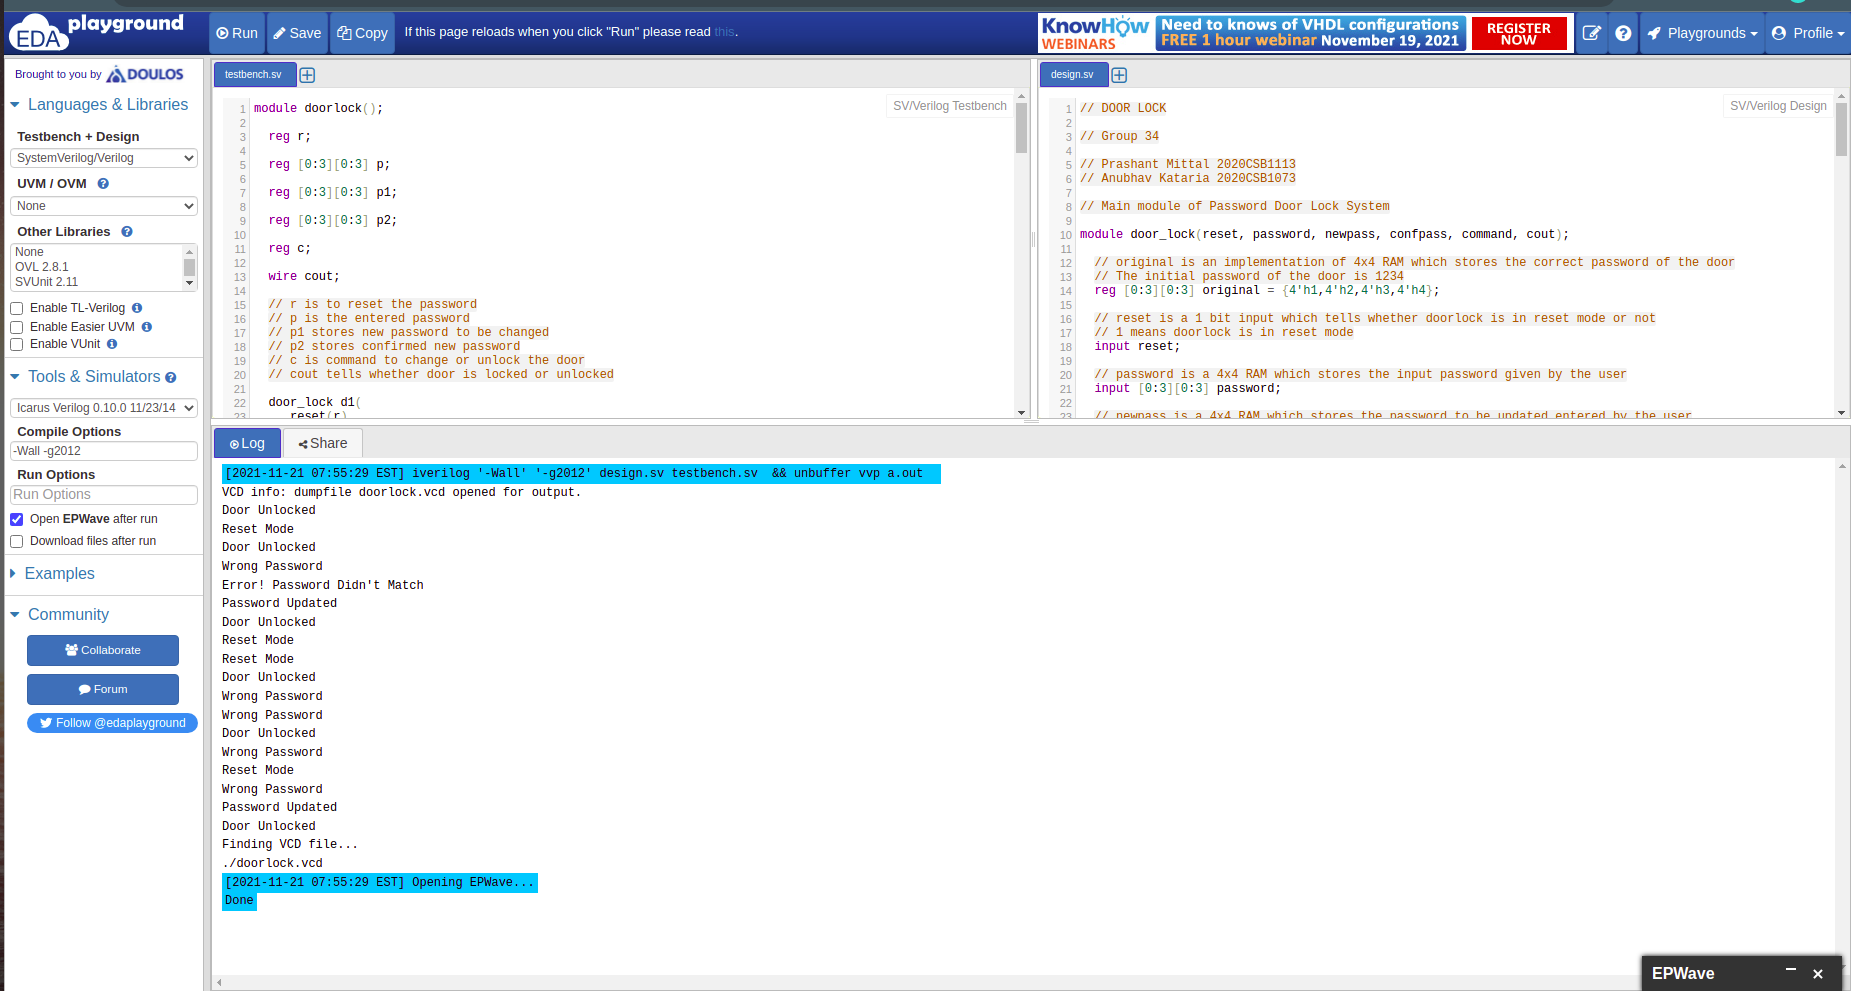 EDA playground
Run
Save
Copy
If this page reloads when you click "Run" please read this.
KnowHow
WEBINARS
Need to knows of VHDL configurations
FREE 1 hour webinar November 19, 2021
REGISTER
NOW
Playgrounds
Profile
Brought to you by DOULOS
Languages & Libraries
Testbench + Design
SystemVerilog/Verilog
UVM / OVM
None
Other Libraries
None
OVL 2.8.1
SVUnit 2.11
Enable TL-Verilog
Enable Easier UVM
Enable VUnit
Tools & Simulators
Icarus Verilog 0.10.0 11/23/14
Compile Options
-Wall -g2012
Run Options
Run Options
Open EPWave after run
Download files after run
Examples
Community
Collaborate
Forum
Follow @edaplayground
testbench.sv
SV/Verilog Testbench
1 module doorlock();
2
3 reg r;
4
5 reg [0:3][0:3] p;
6
7 reg [0:3][0:3] p1;
8
9 reg [0:3][0:3] p2;
10
11 reg c;
12
13 wire cout;
14
15 // r is to reset the password
16 // p is the entered password
17 // p1 stores new password to be changed
18 // p2 stores confirmed new password
19 // c is command to change or unlock the door
20 // cout tells whether door is locked or unlocked
21
22 door_lock d1(
23 .reset(r)
design.sv
SV/Verilog Design
1 // DOOR LOCK
2
3 // Group 34
4
5 // Prashant Mittal 2020CSB1113
6 // Anubhav Kataria 2020CSB1073
7
8 // Main module of Password Door Lock System
9
10 module door_lock(reset, password, newpass, confpass, command, cout);
11
12 // original is an implementation of 4x4 RAM which stores the correct password of the door
13 // The initial password of the door is 1234
14 reg [0:3][0:3] original = {4'h1,4'h2,4'h3,4'h4};
15
16 // reset is a 1 bit input which tells whether doorlock is in reset mode or not
17 // 1 means doorlock is in reset mode
18 input reset;
19
20 // password is a 4x4 RAM which stores the input password given by the user
21 input [0:3][0:3] password;
22
23 // newpass is a 4x4 RAM which stores the password to be updated entered by the user
Log
Share
[2021-11-21 07:55:29 EST] iverilog '-Wall' '-g2012' design.sv testbench.sv && unbuffer vvp a.out
VCD info: dumpfile doorlock.vcd opened for output.
Door Unlocked
Reset Mode
Door Unlocked
Wrong Password
Error! Password Didn't Match
Password Updated
Door Unlocked
Reset Mode
Reset Mode
Door Unlocked
Wrong Password
Wrong Password
Door Unlocked
Wrong Password
Reset Mode
Wrong Password
Password Updated
Door Unlocked
Finding VCD file...
./doorlock.vcd
[2021-11-21 07:55:29 EST] Opening EPWave...
Done
EPWave